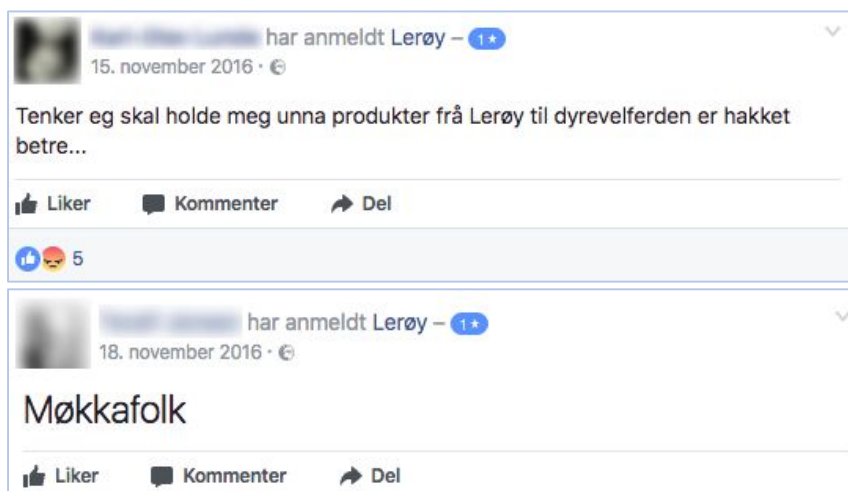 har anmeldt Lerøy – 1★
15. november 2016 ·
Tenker eg skal holde meg unna produkter frå Lerøy til dyrevelferden er hakket
betre...
Liker Kommenter Del
5
har anmeldt Lerøy – 1★
18. november 2016 ·
Møkkafolk
Liker Kommenter Del